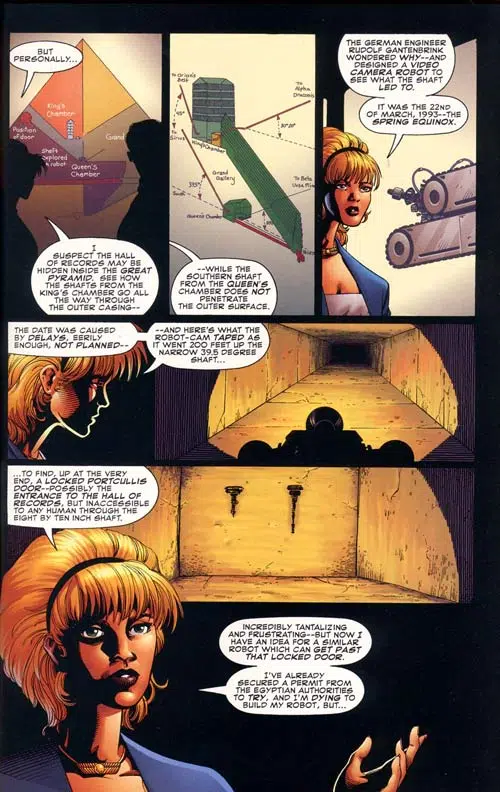 BUT
PERSONALLY...
King's
Chamber
Position
of door
Grand
Shaft
explored
robot
Queen's
Chamber
I
SUSPECT THE HALL
OF RECORDS MAY BE
HIDDEN INSIDE THE GREAT
PYRAMID. SEE HOW
THE SHAFTS FROM THE
KING'S CHAMBER GO ALL
THE WAY THROUGH
THE OUTER CASING--
to Orion's
Belt
45°
to
Sirius
to Alpha
Draconis
King's Chamber
Grand
Gallery
To Beta
Ursa Min
39.5°
South
Queen's Chamber
--WHILE THE
SOUTHERN SHAFT
FROM THE QUEEN'S
CHAMBER DOES NOT
PENETRATE
THE OUTER SURFACE.
THE GERMAN ENGINEER
RUDOLF GANTENBRINK
WONDERED WHY--AND
DESIGNED A VIDEO
CAMERA ROBOT TO
SEE WHAT THE SHAFT
LED TO.
IT WAS THE 22ND
OF MARCH, 1993--THE
SPRING EQUINOX.
THE DATE WAS CAUSED
BY DELAYS, EERILY
ENOUGH, NOT PLANNED--
--AND HERE'S WHAT THE
ROBOT-CAM TAPED AS
IT WENT 200 FEET UP THE
NARROW 39.5 DEGREE
SHAFT...
...TO FIND, UP AT THE VERY
END, A LOCKED PORTCULLIS
DOOR--POSSIBLY THE
ENTRANCE TO THE HALL OF
RECORDS, BUT INACCESSIBLE
TO ANY HUMAN THROUGH THE
EIGHT BY TEN INCH SHAFT.
INCREDIBLY TANTALIZING
AND FRUSTRATING--BUT NOW I
HAVE AN IDEA FOR A SIMILAR
ROBOT WHICH CAN GET PAST
THAT LOCKED DOOR.
I'VE ALREADY
SECURED A PERMIT FROM
THE EGYPTIAN AUTHORITIES
TO TRY, AND I'M DYING TO
BUILD MY ROBOT, BUT...